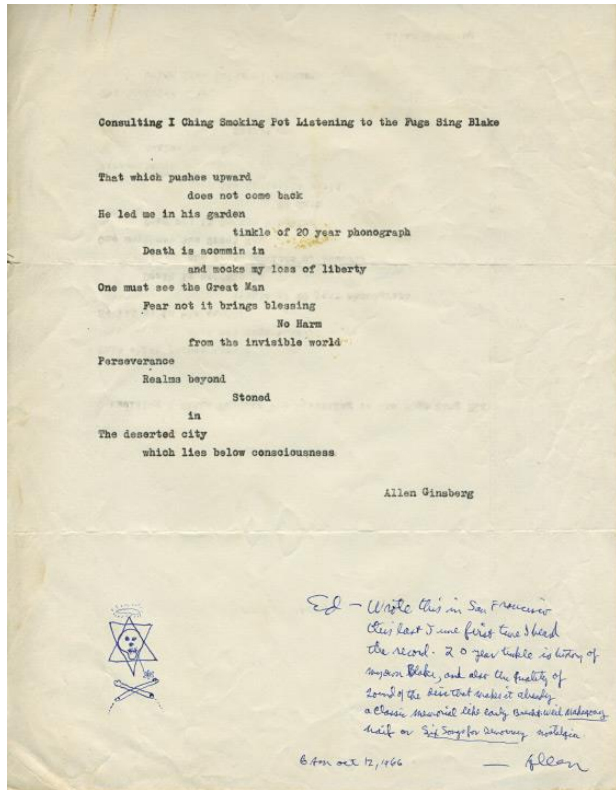 Consulting I Ching Smoking Pot Listening to the Fugs Sing Blake
That which pushes upward
does not come back
He led me in his garden
tinkle of 20 year phonograph
Death is acommin in
and mocks my loss of liberty
One must see the Great Man
Fear not it brings blessing
No Harm
from the invisible world
Perseverance
Realms beyond
Stoned
in
The deserted city
which lies below consciousness
Allen Ginsberg
Ed — Wrote this in San Francisco
this last June first time I heard
the record. 20 year tinkle is history of
my own Blake, and also the quality of
sound of the disc that makes it already
a classic memorial like early Brecht-Weill Mahagonny
or Six Songs for Democracy nostalgia
6 AM Oct 12, 1966
— Allen